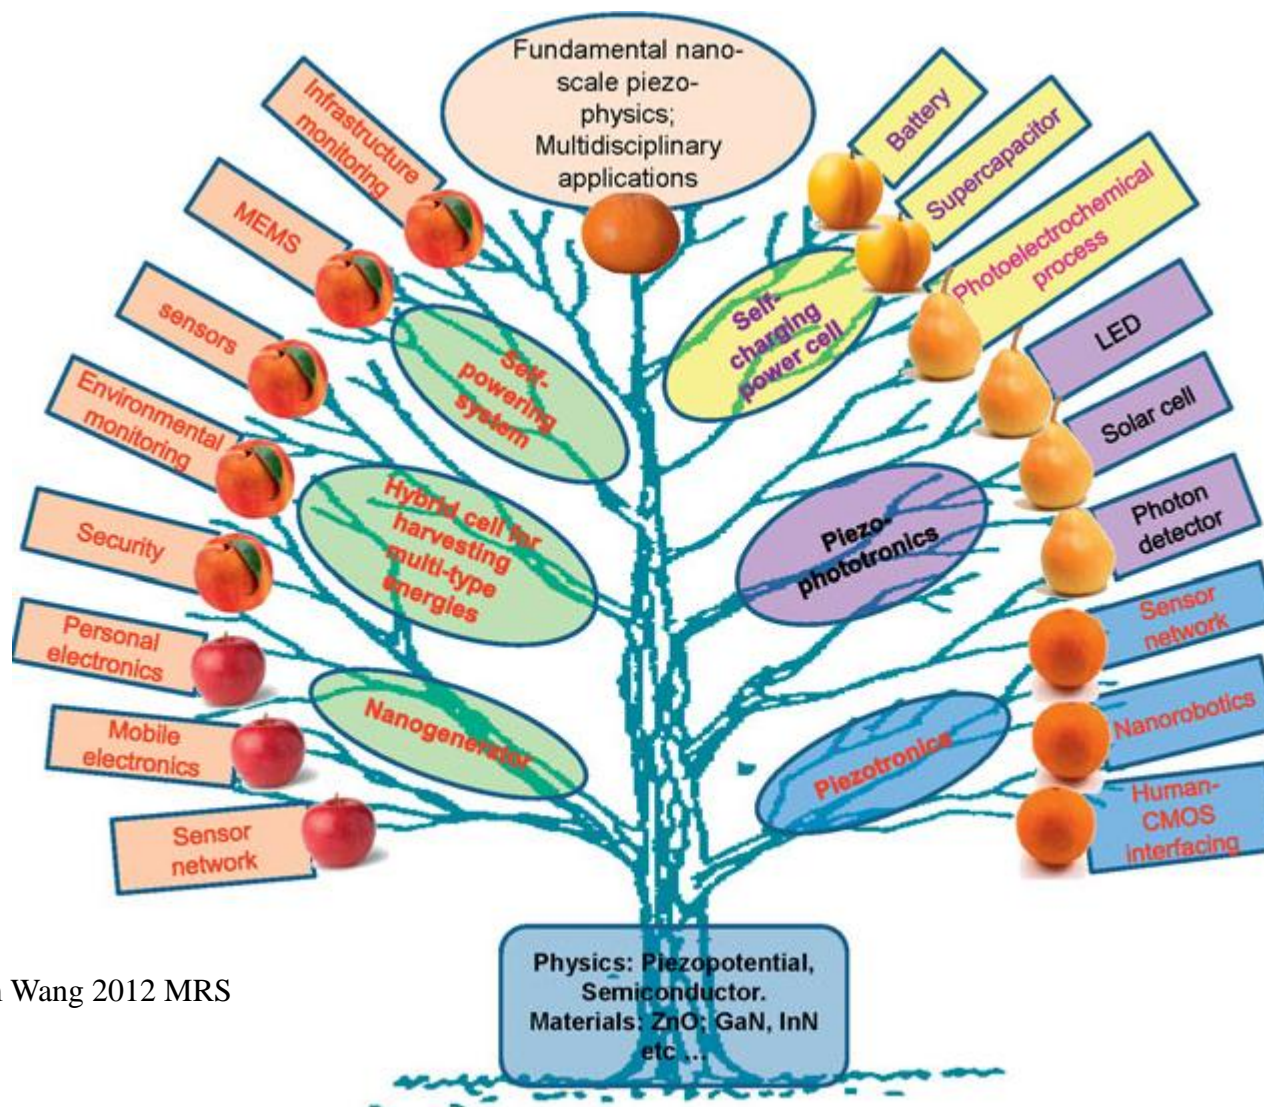 Fundamental nano-
scale piezo-
physics;
Multidisciplinary
applications
Infrastructure
monitoring
MEMS
sensors
Environmental
monitoring
Security
Personal
electronics
Mobile
electronics
Sensor
network
Self-
powering
system
Hybrid cell for
harvesting
multi-type
energies
Nanogenerator
Battery
Supercapacitor
Photoelectrochemical
process
LED
Solar cell
Photon
detector
Sensor
network
Nanorobotics
Human-
CMOS
interfacing
Self-
charging
power cell
Piezo-
phototronics
Piezotronics
Physics: Piezopotential,
Semiconductor.
Materials: ZnO; GaN, InN
etc ...
Wang 2012 MRS